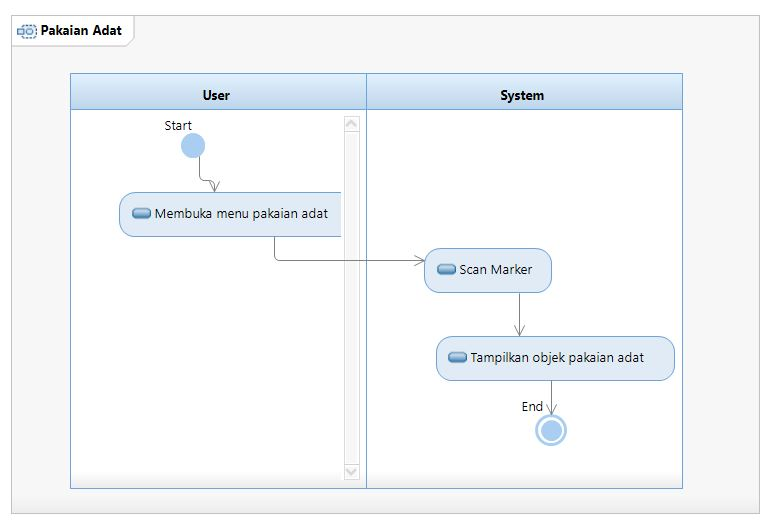 Pakaian Adat
User
System
Start
Membuka menu pakaian adat
Scan Marker
Tampilkan objek pakaian adat
End